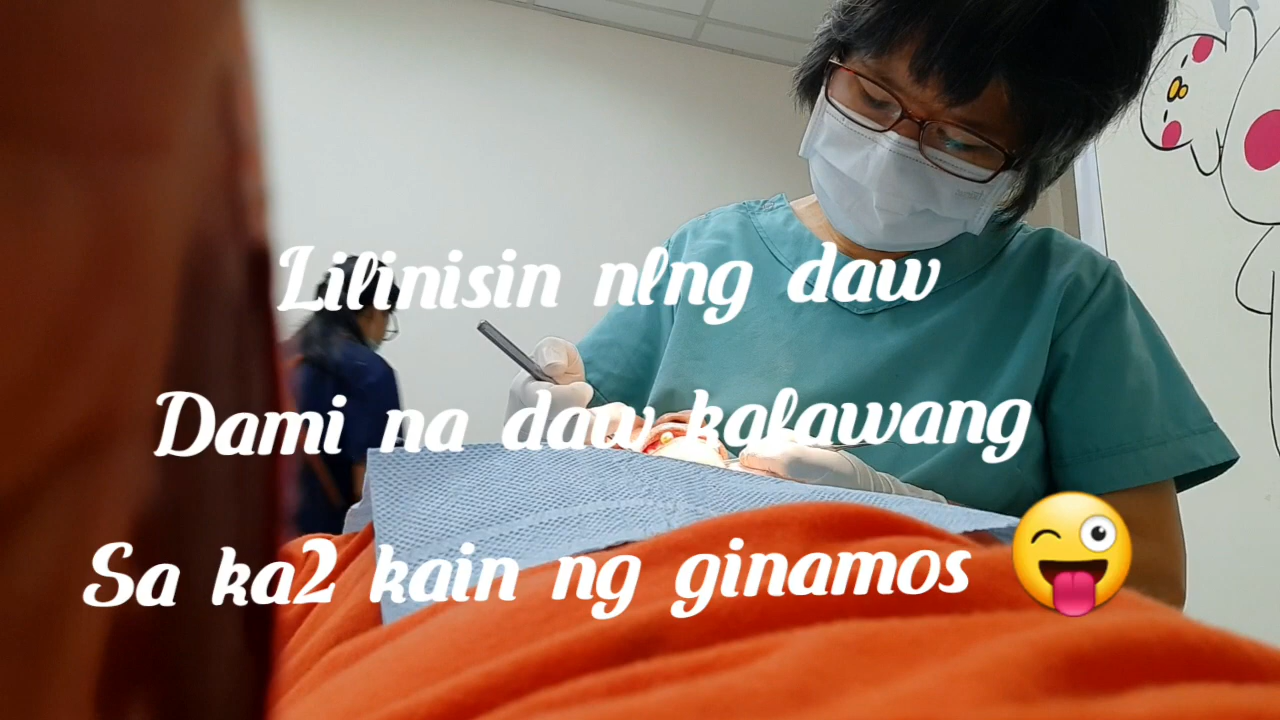 Lilinisin nlng daw
Dami na daw kalawang
Sa ka2 kain ng ginamos 😜